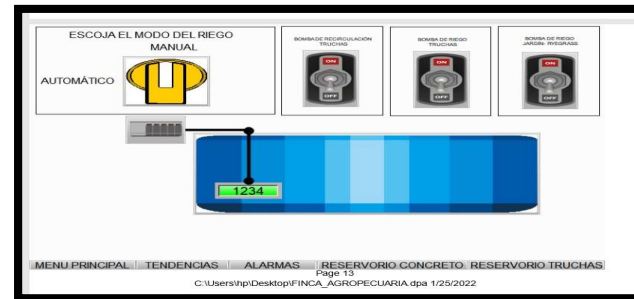 ESCOJA EL MODO DEL RIEGO
MANUAL
AUTOMÁTICO
BOMBA DE RECIRCULACIÓN
TRUCHAS
ON
OFF
BOMBA DE RIEGO
TRUCHAS
ON
OFF
BOMBA DE RIEGO
JARDÍN- RYEGRASS
ON
OFF
1234
MENU PRINCIPAL TENDENCIAS ALARMAS RESERVORIO CONCRETO RESERVORIO TRUCHAS
Page 13
C:\Users\hp\Desktop\FINCA_AGROPECUARIA.dpa 1/25/2022